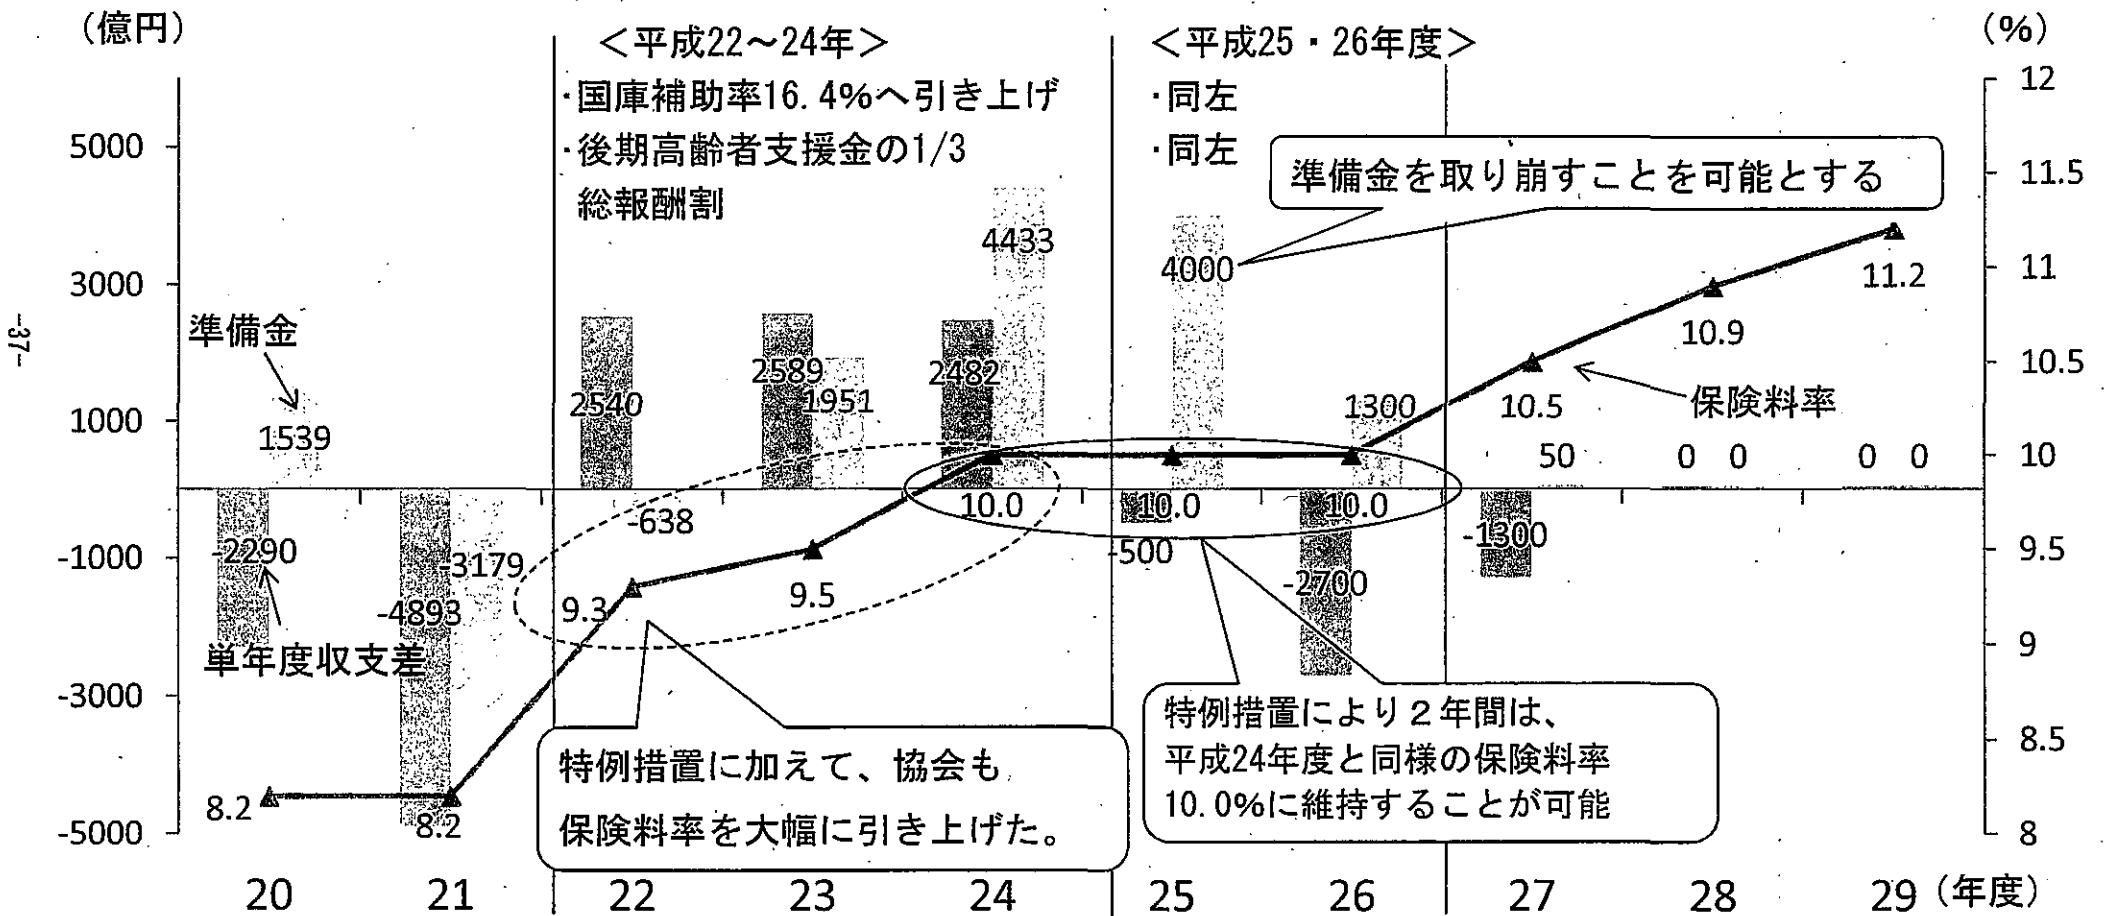 (億円)
(%)
＜平成22～24年＞
・国庫補助率16.4%へ引き上げ
・後期高齢者支援金の1/3
総報酬割
＜平成25・26年度＞
・同左
・同左
準備金を取り崩すことを可能とする
5000
3000
1000
-1000
-3000
-5000
12
11.5
11
10.5
10
9.5
9
8.5
8
-37-
準備金
1539
-2290
単年度収支差
-4893
-3179
2540
-638
2589
1951
2482
4433
4000
-500
1300
-2700
50
-1300
0 0
0 0
8.2
8.2
9.3
9.5
10.0
10.0
10.0
10.5
10.9
11.2
保険料率
特例措置に加えて、協会も
保険料率を大幅に引き上げた。
特例措置により２年間は、
平成24年度と同様の保険料率
10.0%に維持することが可能
20 21 22 23 24 25 26 27 28 29 (年度)